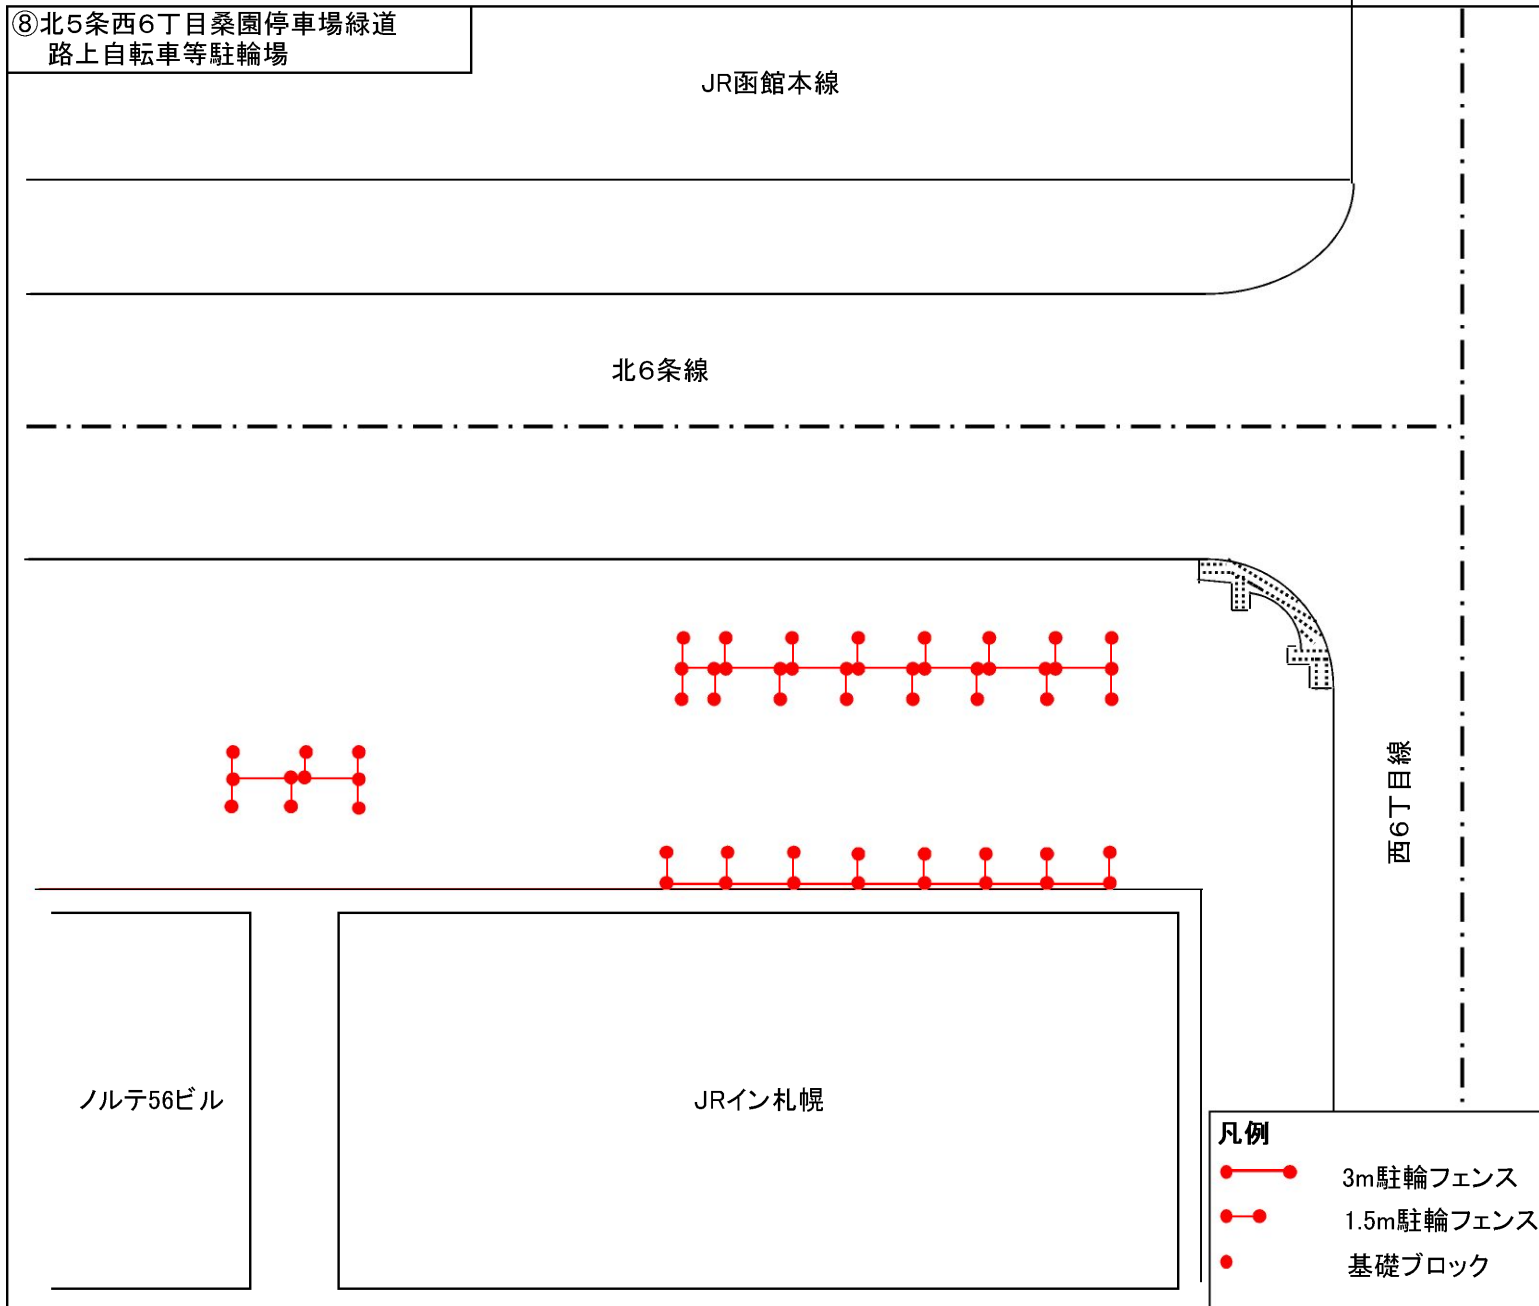 ⑧北5条西6丁目桑園停車場緑道
路上自転車等駐輪場
JR函館本線
北6条線
西6丁目線
ノルテ56ビル
JRイン札幌
凡例
3m駐輪フェンス
1.5m駐輪フェンス
基礎ブロック